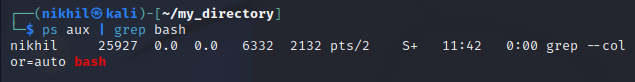 ┌──(nikhil㉿kali)-[~/my_directory]
└─$ ps aux | grep bash
nikhil     25927  0.0  0.0   6332  2132 pts/2    S+   11:42   0:00 grep --col
or=auto bash